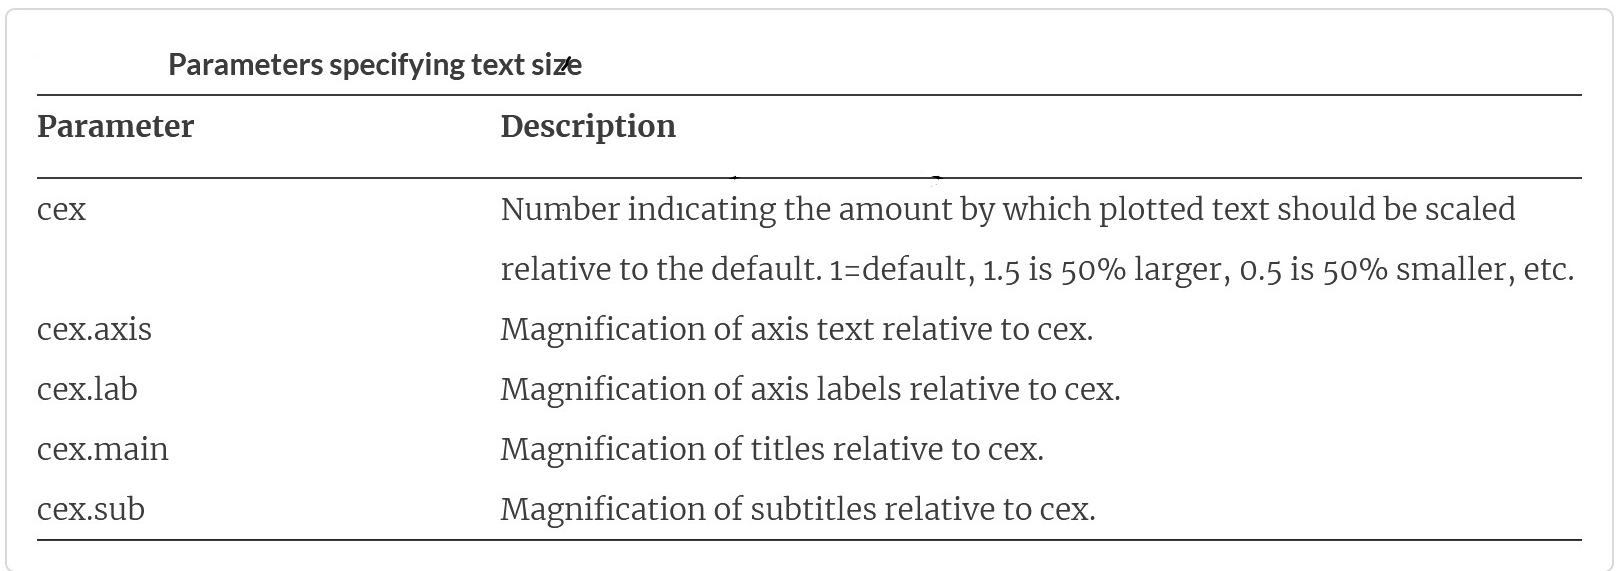 Parameters specifying text size
Parameter Description
cex Number indicating the amount by which plotted text should be scaled
relative to the default. 1=default, 1.5 is 50% larger, 0.5 is 50% smaller, etc.
cex.axis Magnification of axis text relative to cex.
cex.lab Magnification of axis labels relative to cex.
cex.main Magnification of titles relative to cex.
cex.sub Magnification of subtitles relative to cex.